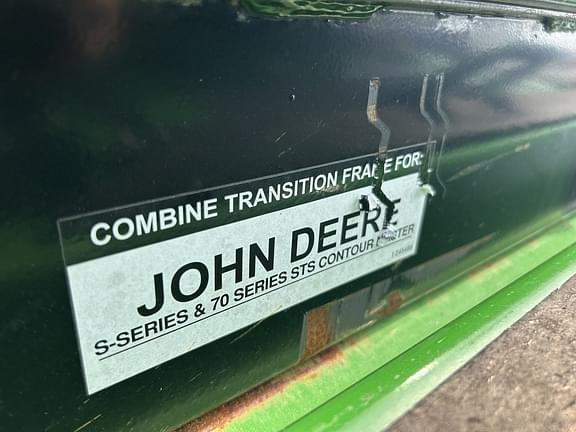 COMBINE TRANSITION FRAME FOR:
JOHN DEERE
S-SERIES & 70 SERIES STS CONTOUR MASTER